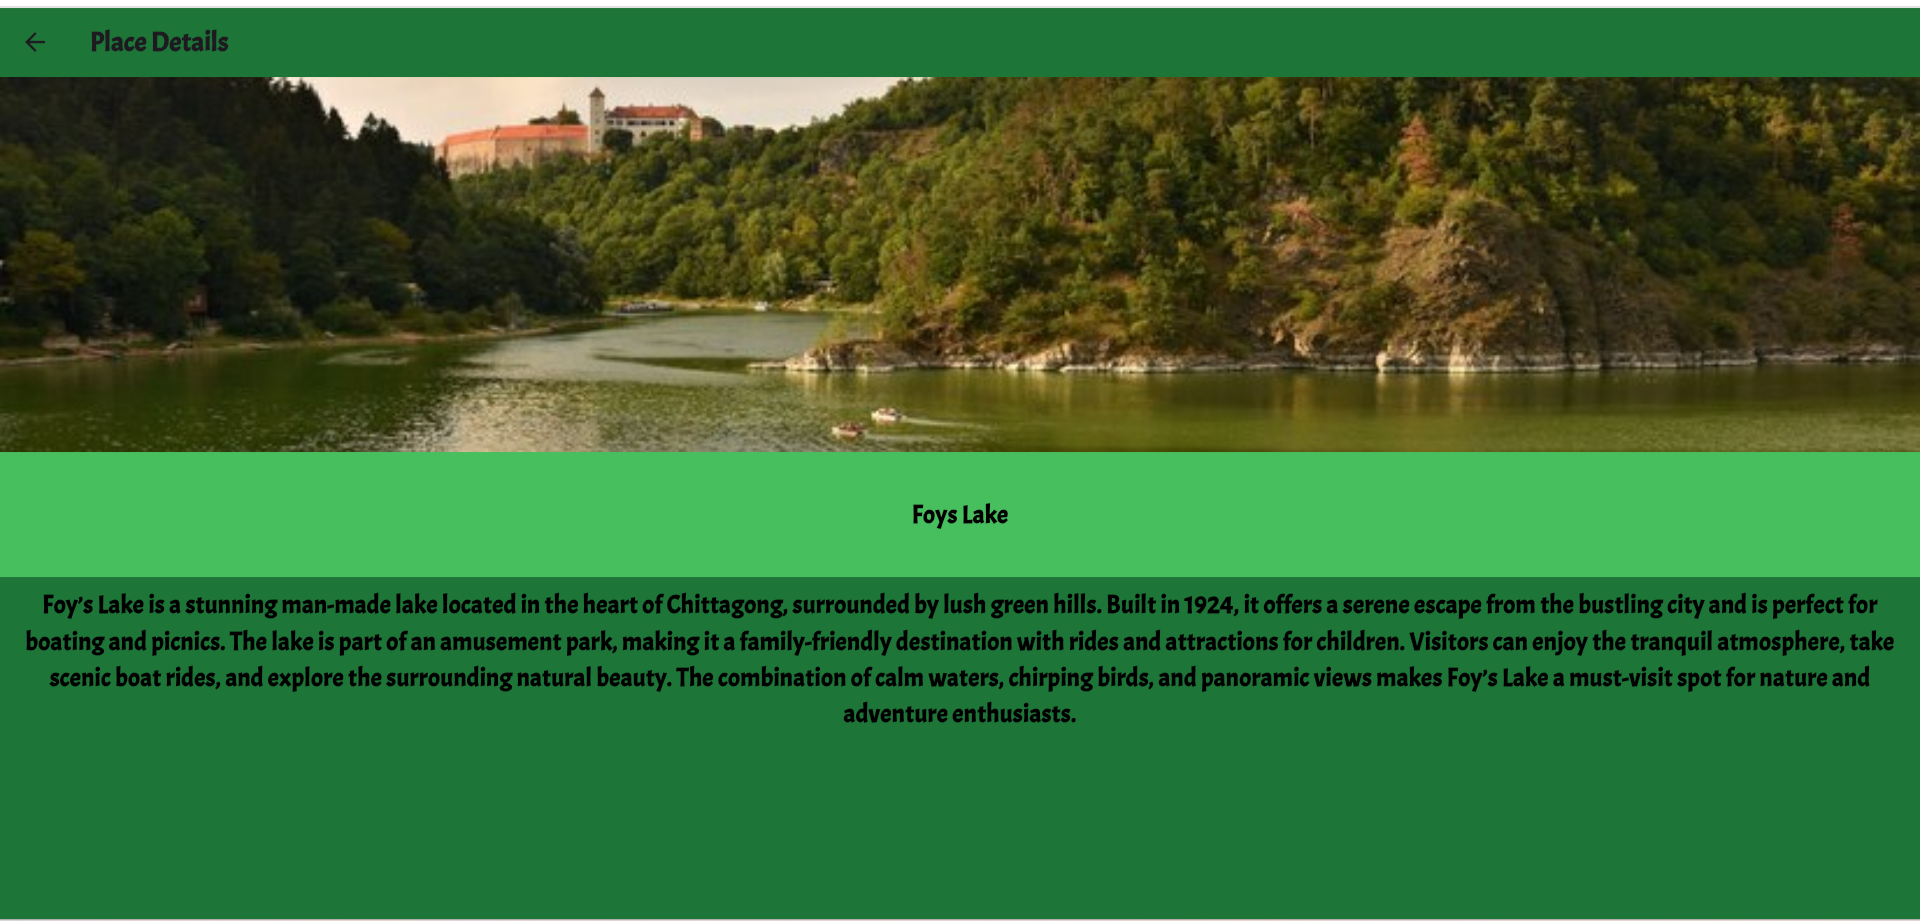 Place Details
Foys Lake
Foy’s Lake is a stunning man-made lake located in the heart of Chittagong, surrounded by lush green hills. Built in 1924, it offers a serene escape from the bustling city and is perfect for
boating and picnics. The lake is part of an amusement park, making it a family-friendly destination with rides and attractions for children. Visitors can enjoy the tranquil atmosphere, take
scenic boat rides, and explore the surrounding natural beauty. The combination of calm waters, chirping birds, and panoramic views makes Foy’s Lake a must-visit spot for nature and
adventure enthusiasts.